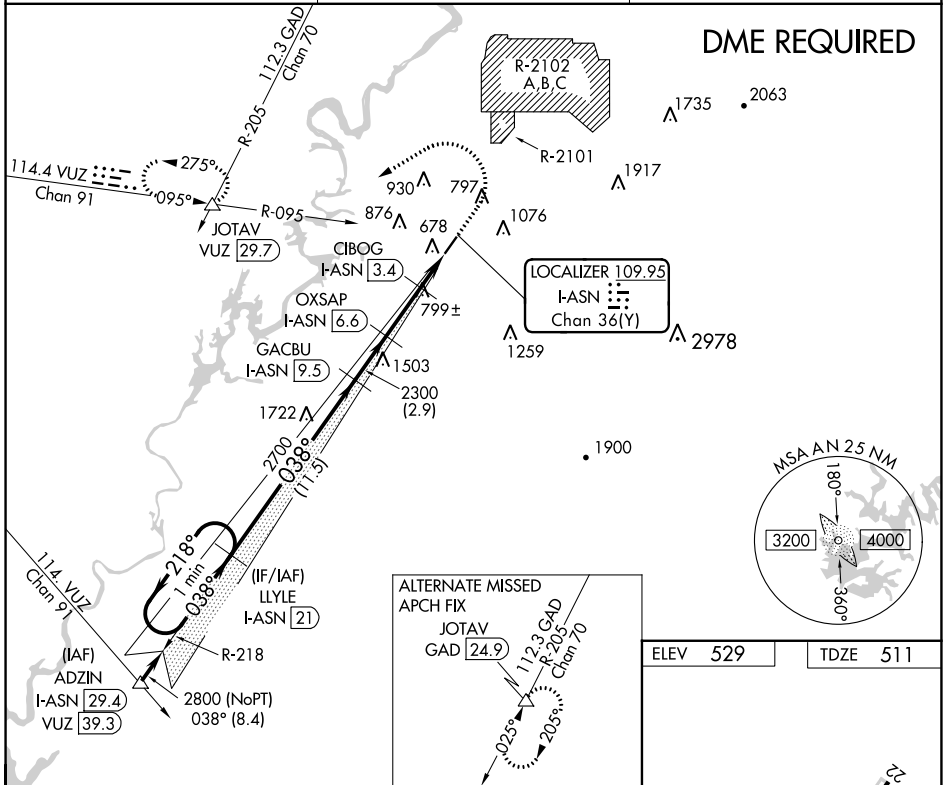 DME REQUIRED
112.3 GAD
Chan 70
R-205
R-2102
A,B,C
R-2101
1735
2063
1917
114.4 VUZ
Chan 91
275°
095°
R-095
JOTAV
VUZ 29.7
930
797
876
678
1076
CIBOG
I-ASN 3.4
OXSAP
I-ASN 6.6
799±
GACBU
I-ASN 9.5
1503
LOCALIZER 109.95
I-ASN
Chan 36(Y)
1259
2978
2300
(2.9)
1722
2700
038°
(11.5)
1900
MSA AN 25 NM
180°
3200
4000
360°
218°
1 min
038°
(IF/IAF)
LLYLE
I-ASN 21
114. VUZ
Chan 91
R-218
(IAF)
ADZIN
I-ASN 29.4
VUZ 39.3
2800 (NoPT)
038° (8.4)
ALTERNATE MISSED
APCH FIX
JOTAV
GAD 24.9
112.3 GAD
R-205
Chan 70
025°
205°
ELEV 529
TDZE 511
22